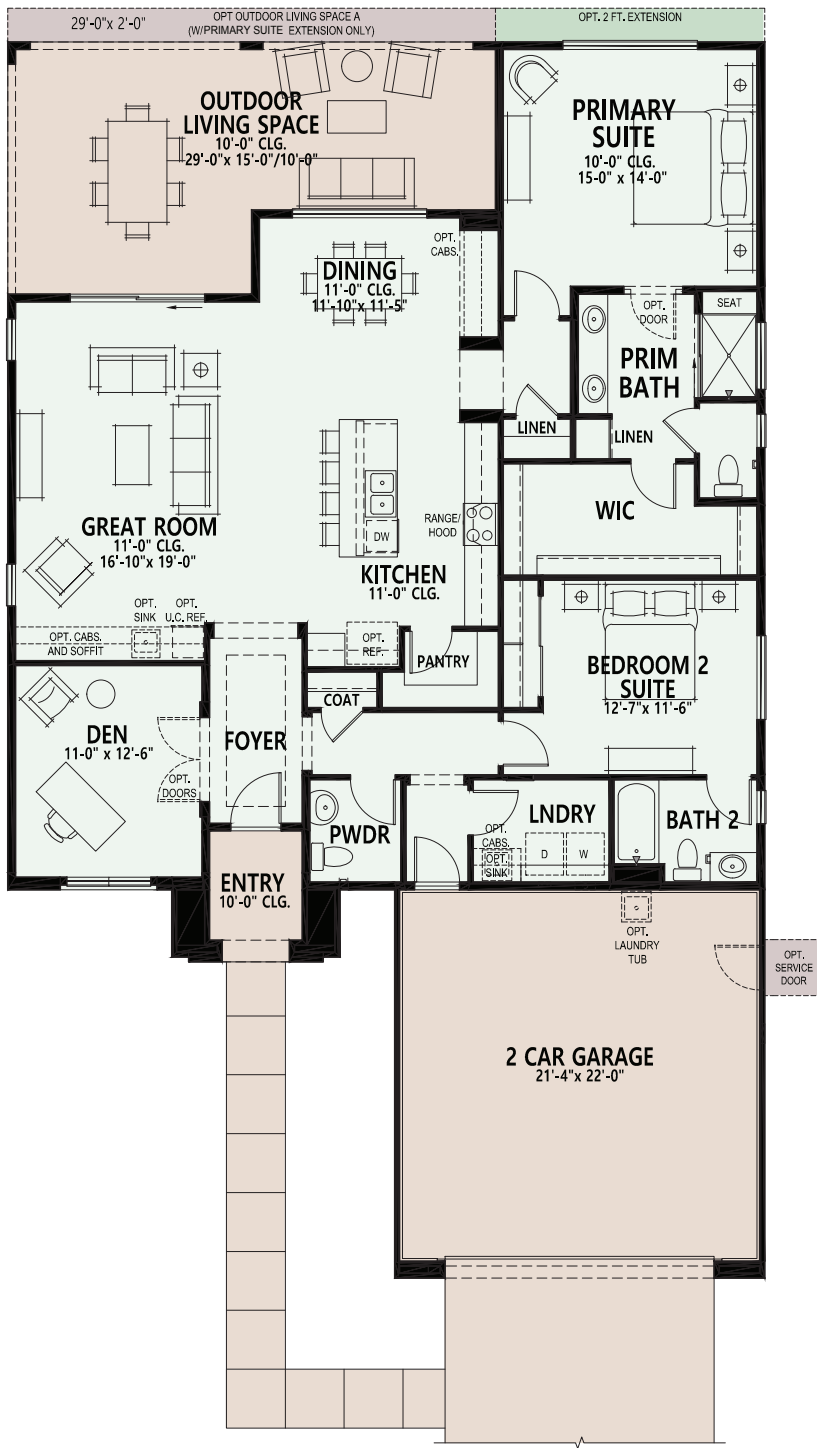 29'-0"x 2'-0"
OPT OUTDOOR LIVING SPACE A
(W/PRIMARY SUITE EXTENSION ONLY)
OPT. 2 FT. EXTENSION
OUTDOOR
LIVING SPACE
10'-0" CLG.
29'-0"x 15'-0"/10'-0"
PRIMARY
SUITE
10'-0" CLG.
15-0" x 14'-0"
OPT.
CABS.
DINING
11'-0" CLG.
11'-10"x 11'-5"
OPT.
DOOR
SEAT
PRIM
BATH
LINEN
LINEN
WIC
GREAT ROOM
11'-0" CLG.
16'-10"x 19'-0"
RANGE/
HOOD
DW
KITCHEN
11'-0" CLG.
OPT.
SINK
OPT.
U.C. REF.
OPT. CABS.
AND SOFFIT
OPT.
REF.
PANTRY
BEDROOM 2
SUITE
12'-7"x 11'-6"
COAT
DEN
11-0" x 12'-6"
FOYER
OPT.
DOORS
PWDR
LNDRY
OPT.
CABS.
OPT.
SINK
D
W
BATH 2
ENTRY
10'-0" CLG.
OPT.
LAUNDRY
TUB
OPT.
SERVICE
DOOR
2 CAR GARAGE
21'-4"x 22'-0"